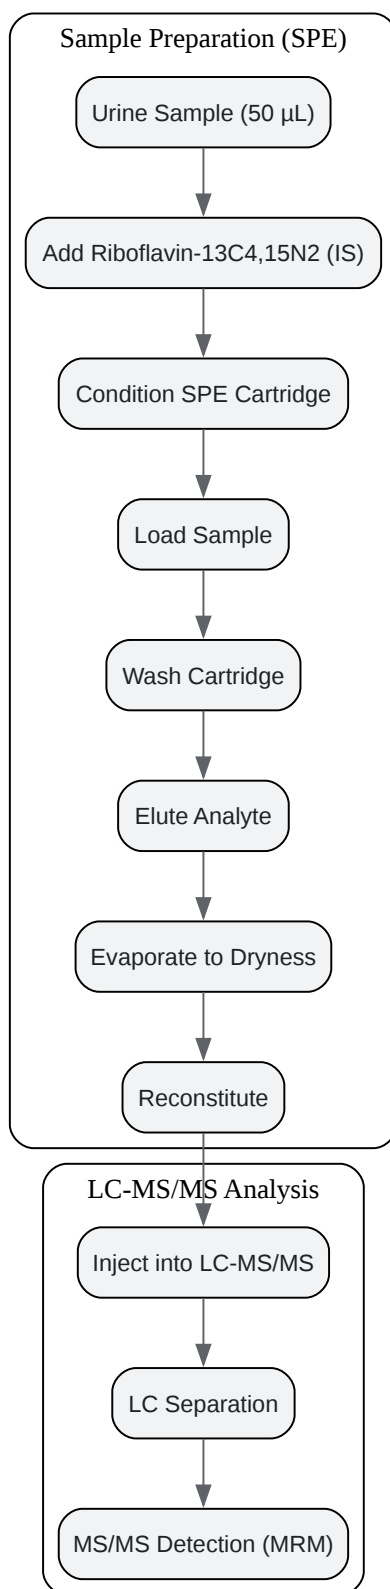 Sample Preparation (SPE)
Urine Sample (50 µL)
Add Riboflavin-13C4,15N2 (IS)
Condition SPE Cartridge
Load Sample
Wash Cartridge
Elute Analyte
Evaporate to Dryness
Reconstitute
LC-MS/MS Analysis
Inject into LC-MS/MS
LC Separation
MS/MS Detection (MRM)